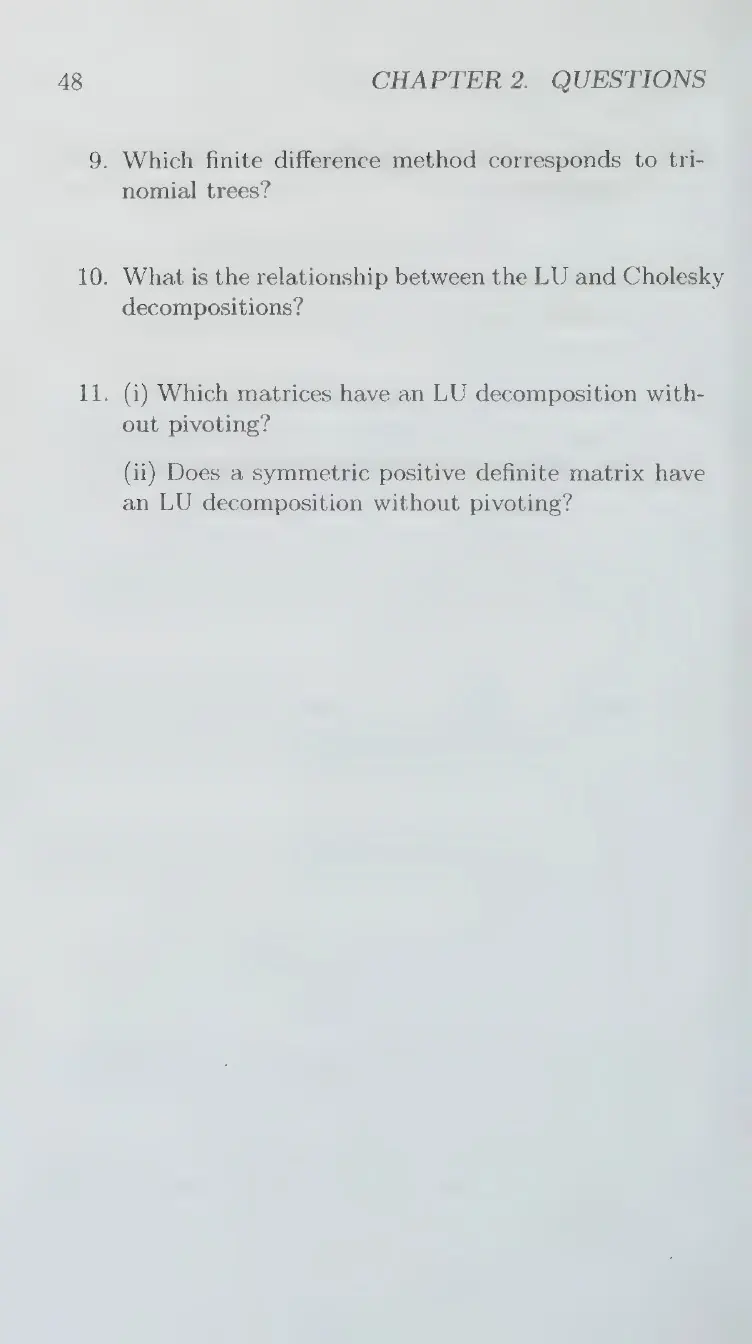 48 CHAPTER 2. QUESTIONS
9. Which finite difference method corresponds to tri-
nomial trees?
10. What is the relationship between the LU and Cholesky
decompositions?
11. (i) Which matrices have an LU decomposition with-
out pivoting?
(ii) Does a symmetric positive definite matrix have
an LU decomposition without pivoting?